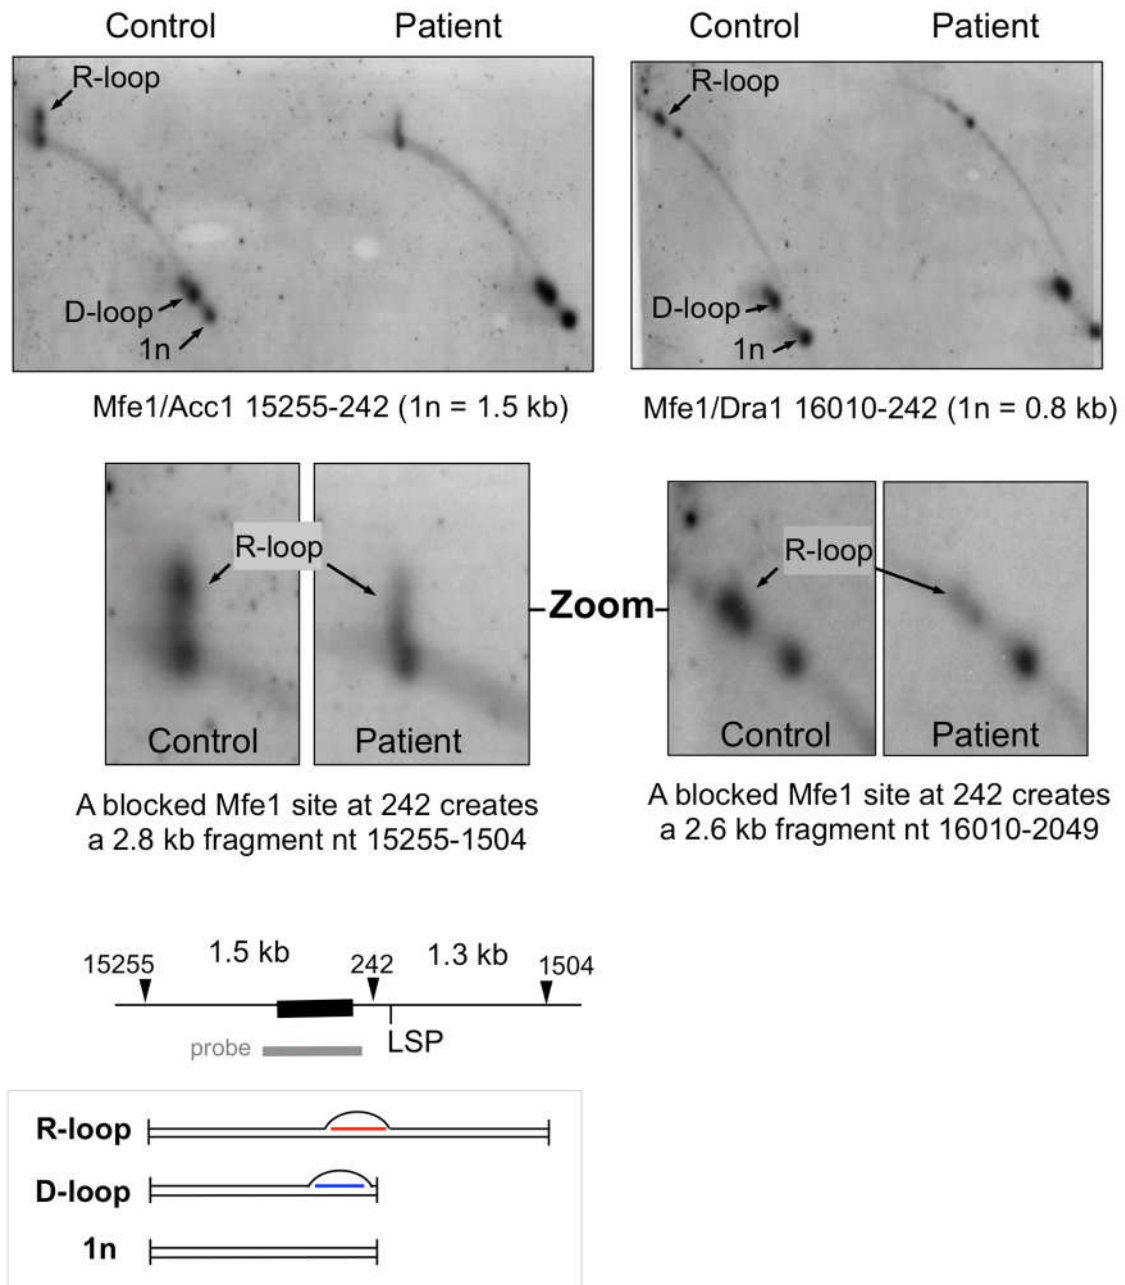 Control
Patient
Control
Patient
R-loop
D-loop
1n
R-loop
D-loop
1n
Mfe1/Acc1 15255-242 (1n = 1.5 kb)
Mfe1/Dra1 16010-242 (1n = 0.8 kb)
R-loop
Control
Patient
Zoom
R-loop
Control
Patient
A blocked Mfe1 site at 242 creates
a 2.8 kb fragment nt 15255-1504
A blocked Mfe1 site at 242 creates
a 2.6 kb fragment nt 16010-2049
15255
1.5 kb
242
1.3 kb
1504
LSP
probe
R-loop
D-loop
1n